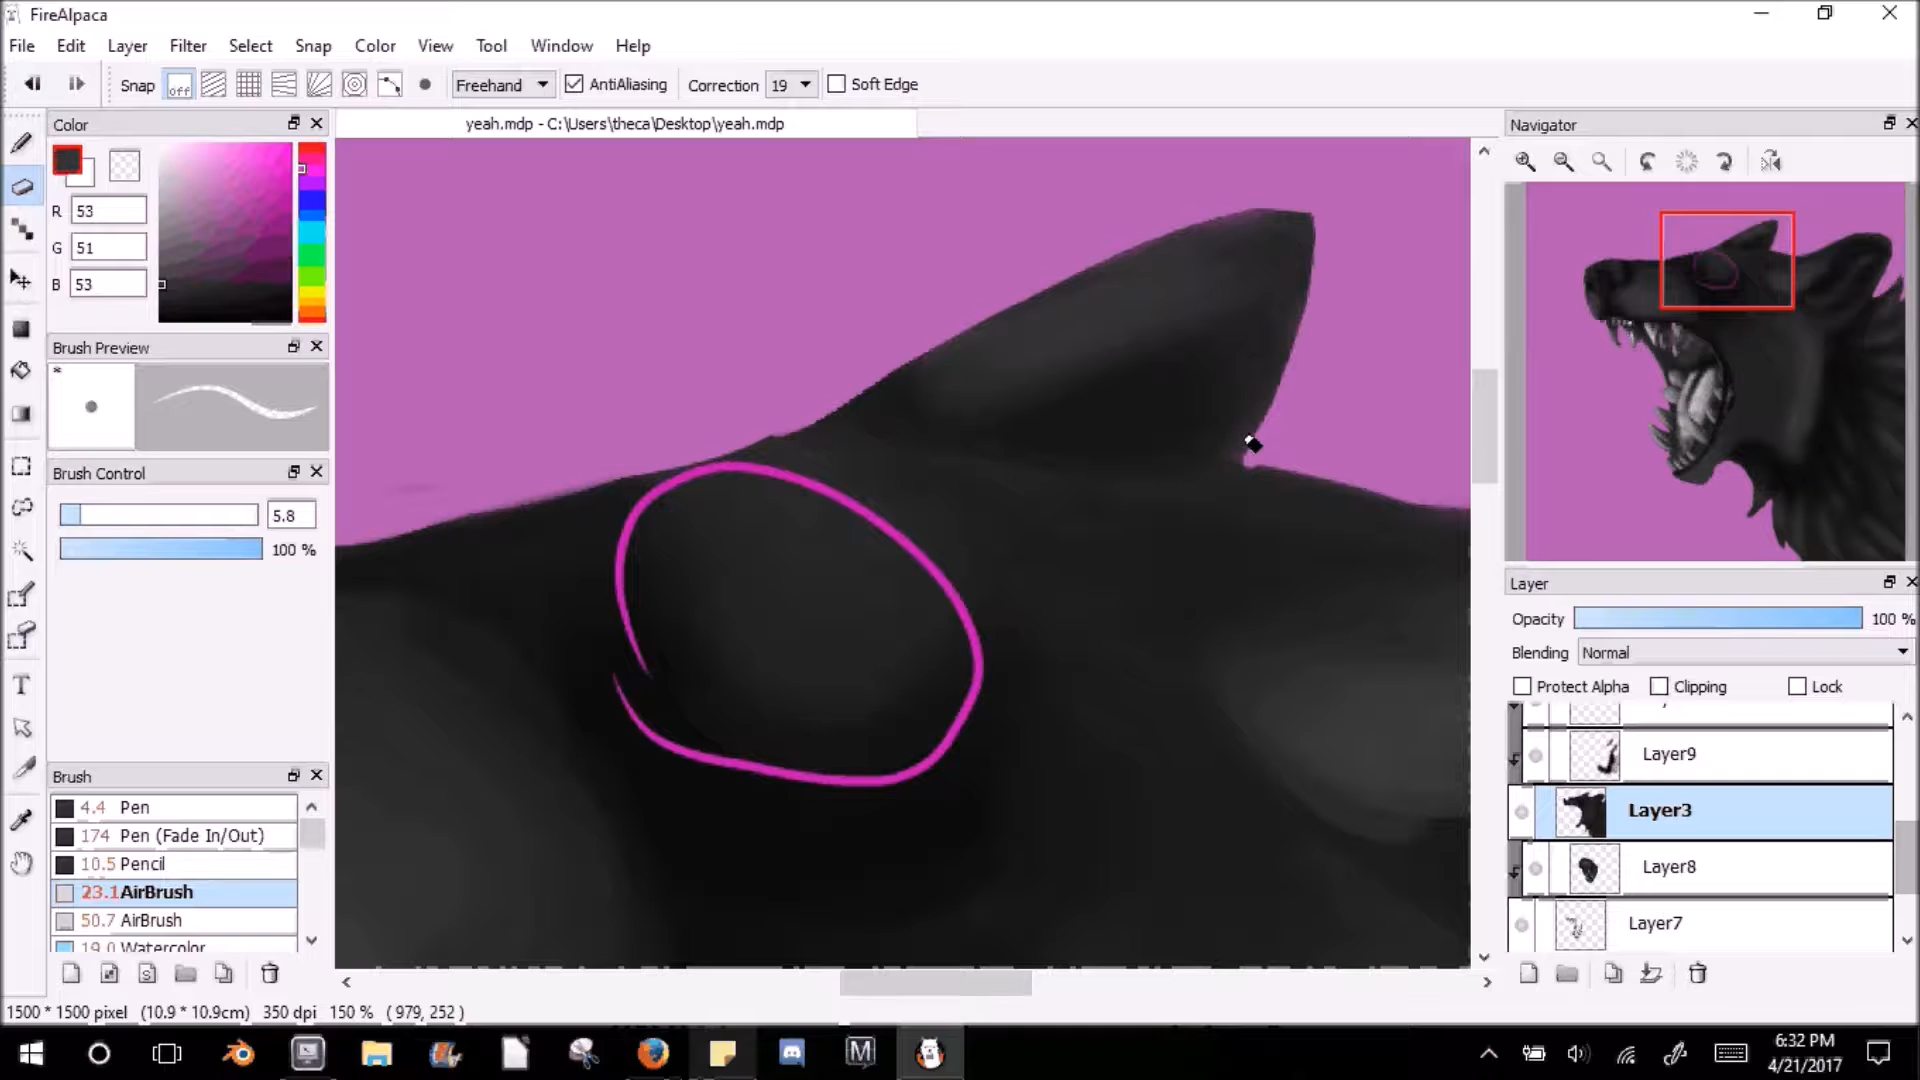 FireAlpaca
File Edit Layer Filter Select Snap Color View Tool Window Help
Snap off Freehand AntiAliasing Correction 19 Soft Edge
Color
yeah.mdp - C:\Users\theca\Desktop\yeah.mdp
Navigator
R 53
G 51
B 53
Brush Preview
*
Brush Control
5.8
100 %
Brush
4.4 Pen
174 Pen (Fade In/Out)
10.5 Pencil
23.1 AirBrush
50.7 AirBrush
19.0 Watercolor
Layer
Opacity 100 %
Blending Normal
Protect Alpha Clipping Lock
Layer9
Layer3
Layer8
Layer7
1500 * 1500 pixel (10.9 * 10.9cm) 350 dpi 150 % ( 979, 252 )
6:32 PM
4/21/2017